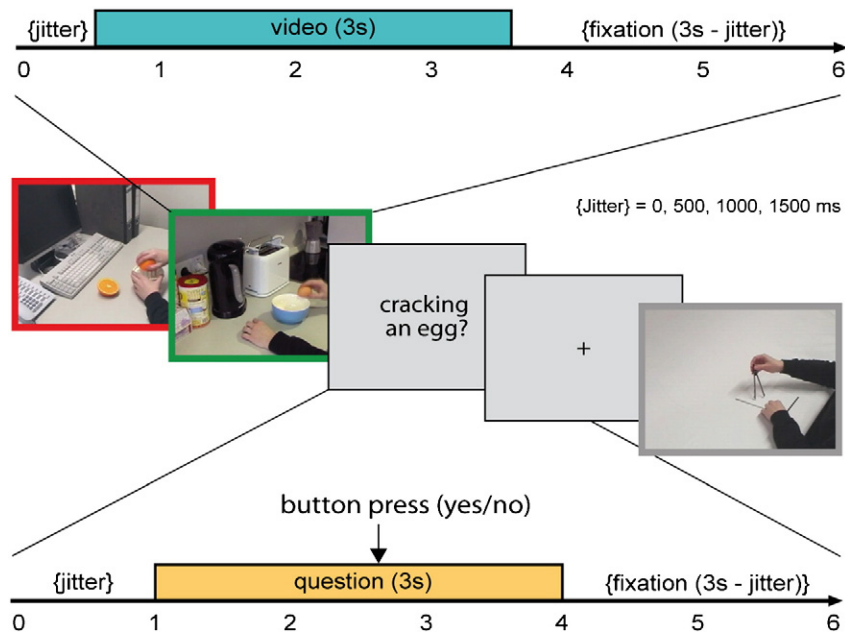 {jitter} video (3s) {fixation (3s - jitter)}
0 1 2 3 4 5 6
{Jitter} = 0, 500, 1000, 1500 ms
cracking
an egg?
+
button press (yes/no)
{jitter} question (3s) {fixation (3s - jitter)}
0 1 2 3 4 5 6